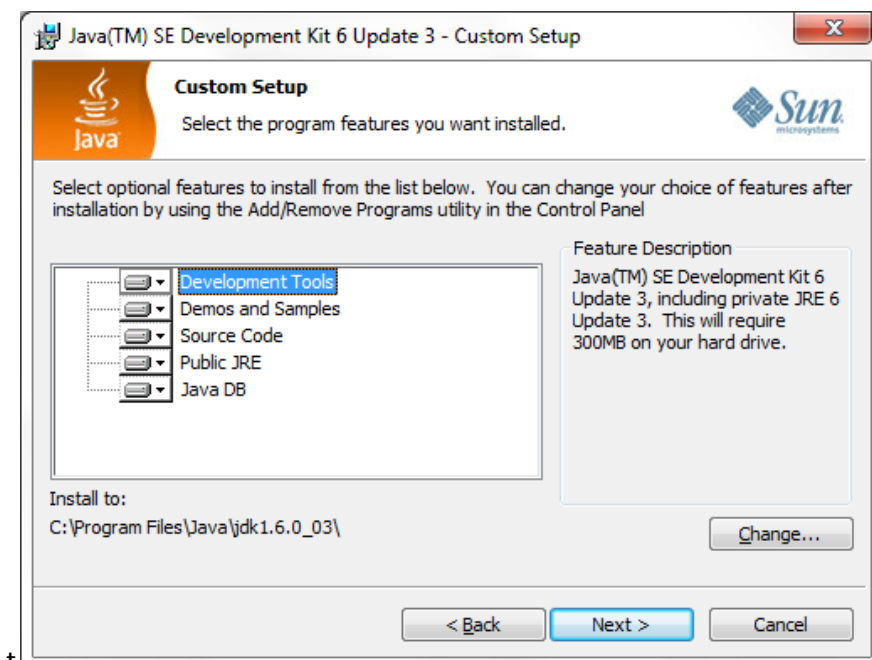 Java(TM) SE Development Kit 6 Update 3 - Custom Setup
Java
Custom Setup
Select the program features you want installed.
Sun
microsystems
Select optional features to install from the list below.  You can change your choice of features after
installation by using the Add/Remove Programs utility in the Control Panel
Development Tools
Demos and Samples
Source Code
Public JRE
Java DB
Feature Description
Java(TM) SE Development Kit 6
Update 3, including private JRE 6
Update 3.  This will require
300MB on your hard drive.
Install to:
C:\Program Files\Java\jdk1.6.0_03\
Change...
< Back
Next >
Cancel
t